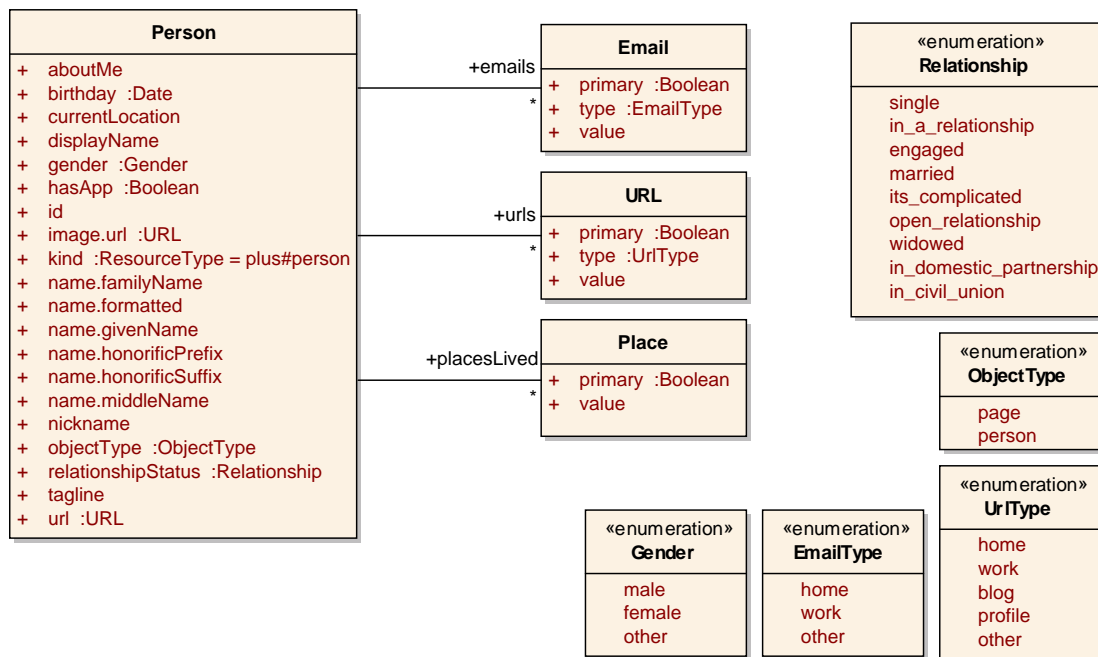 Person
+ aboutMe
+ birthday :Date
+ currentLocation
+ displayName
+ gender :Gender
+ hasApp :Boolean
+ id
+ image.url :URL
+ kind :ResourceType = plus#person
+ name.familyName
+ name.formatted
+ name.givenName
+ name.honorificPrefix
+ name.honorificSuffix
+ name.middleName
+ nickname
+ objectType :ObjectType
+ relationshipStatus :Relationship
+ tagline
+ url :URL
+emails
*
Email
+ primary :Boolean
+ type :EmailType
+ value
+urls
*
URL
+ primary :Boolean
+ type :UrlType
+ value
+placesLived
*
Place
+ primary :Boolean
+ value
«enumeration»
Relationship
single
in_a_relationship
engaged
married
its_complicated
open_relationship
widowed
in_domestic_partnership
in_civil_union
«enumeration»
ObjectType
page
person
«enumeration»
Gender
male
female
other
«enumeration»
EmailType
home
work
other
«enumeration»
UrlType
home
work
blog
profile
other